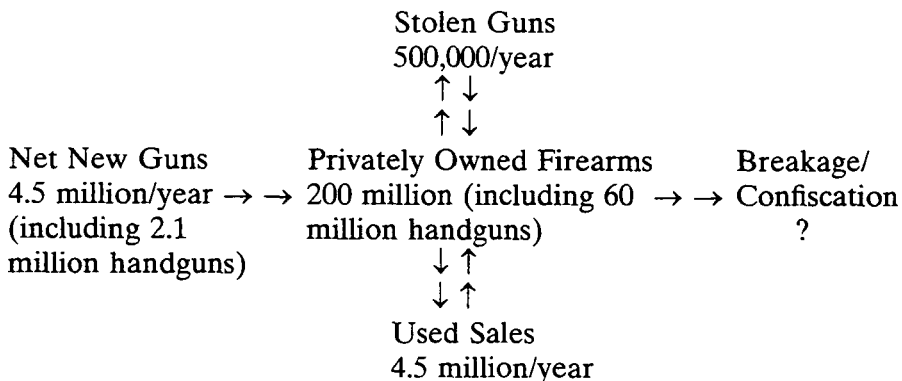 Stolen Guns
500,000/year
↑ ↓
↑ ↓
Net New Guns
4.5 million/year → →
(including 2.1
million handguns)
Privately Owned Firearms
200 million (including 60
million handguns)
→ → 
Breakage/
Confiscation
?
↓ ↑
↓ ↑
Used Sales
4.5 million/year